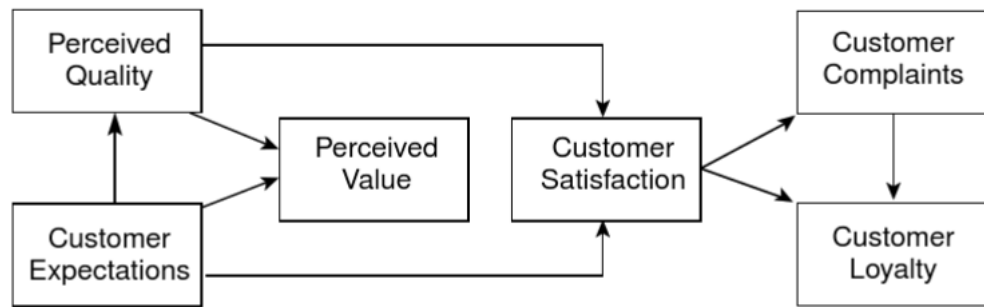 Perceived
Quality
Customer
Expectations
Perceived
Value
Customer
Satisfaction
Customer
Complaints
Customer
Loyalty